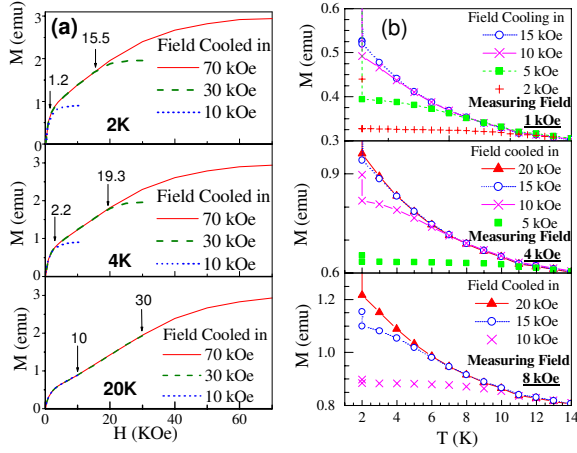 (a)
M (emu)
3
2
1
0
1.2
15.5
Field Cooled in
70 kOe
30 kOe
10 kOe
2K
M (emu)
3
2
1
0
2.2
19.3
Field Cooled in
70 kOe
30 kOe
10 kOe
4K
M (emu)
3
2
1
0
10
30
Field Cooled in
70 kOe
30 kOe
10 kOe
20K
0 20 40 60
H (KOe)
(b)
M (emu)
0.6
0.5
0.4
0.3
Field Cooling in
15 kOe
10 kOe
5 kOe
2 kOe
Measuring Field
1 kOe
M (emu)
0.9
0.6
Field cooled in
20 kOe
15 kOe
10 kOe
5 kOe
Measuring Field
4 kOe
M (emu)
1.2
1.0
0.8
Field Cooled in
20 kOe
15 kOe
10 kOe
Measuring Field
8 kOe
0 2 4 6 8 10 12 14
T (K)